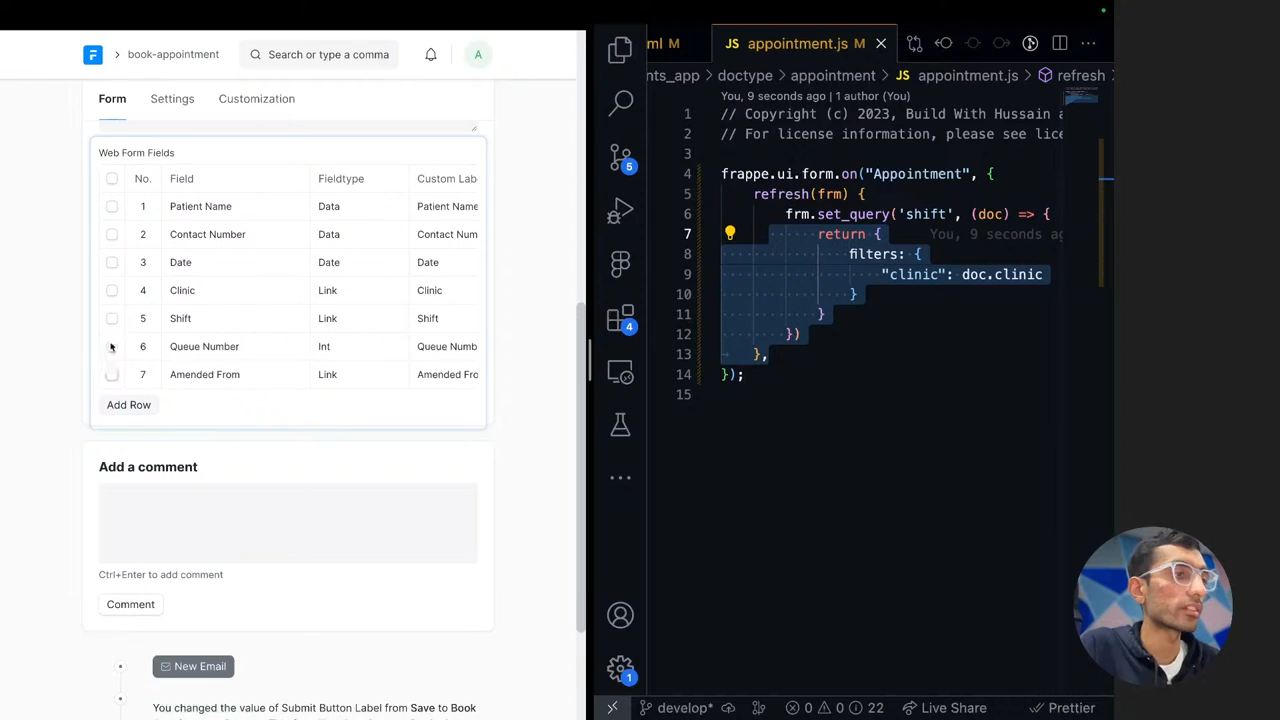 book-appointment
Search or type a comma
A
Form
Settings
Customization
Web Form Fields
No. Field Fieldtype Custom Lab
1 Patient Name Data Patient Name
2 Contact Number Data Contact Num
3 Date Date Date
4 Clinic Link Clinic
5 Shift Link Shift
6 Queue Number Int Queue Numb
7 Amended From Link Amended Fro
Add Row
Add a comment
Ctrl+Enter to add comment
Comment
New Email
You changed the value of Submit Button Label from Save to Book
ml M
JS appointment.js M
nts_app > doctype > appointment > JS appointment.js > refresh
You, 9 seconds ago | 1 author (You)
1 // Copyright (c) 2023, Build With Hussain a
2 // For license information, please see lice
3
4 frappe.ui.form.on("Appointment", {
5 refresh(frm) {
6 frm.set_query('shift', (doc) => {
7 return { You, 9 seconds ag
8 filters: {
9 "clinic": doc.clinic
10 }
11 }
12 })
13 },
14 });
15
5
4
1
develop* 0 0 22 Live Share Prettier